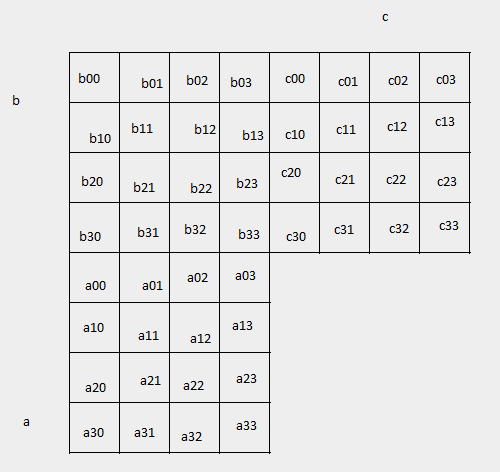 c
b00 b01 b02 b03 c00 c01 c02 c03
b
b10 b11 b12 b13 c10 c11 c12 c13
b20 b21 b22 b23 c20 c21 c22 c23
b30 b31 b32 b33 c30 c31 c32 c33
a00 a01 a02 a03
a10 a11 a12 a13
a20 a21 a22 a23
a
a30 a31 a32 a33